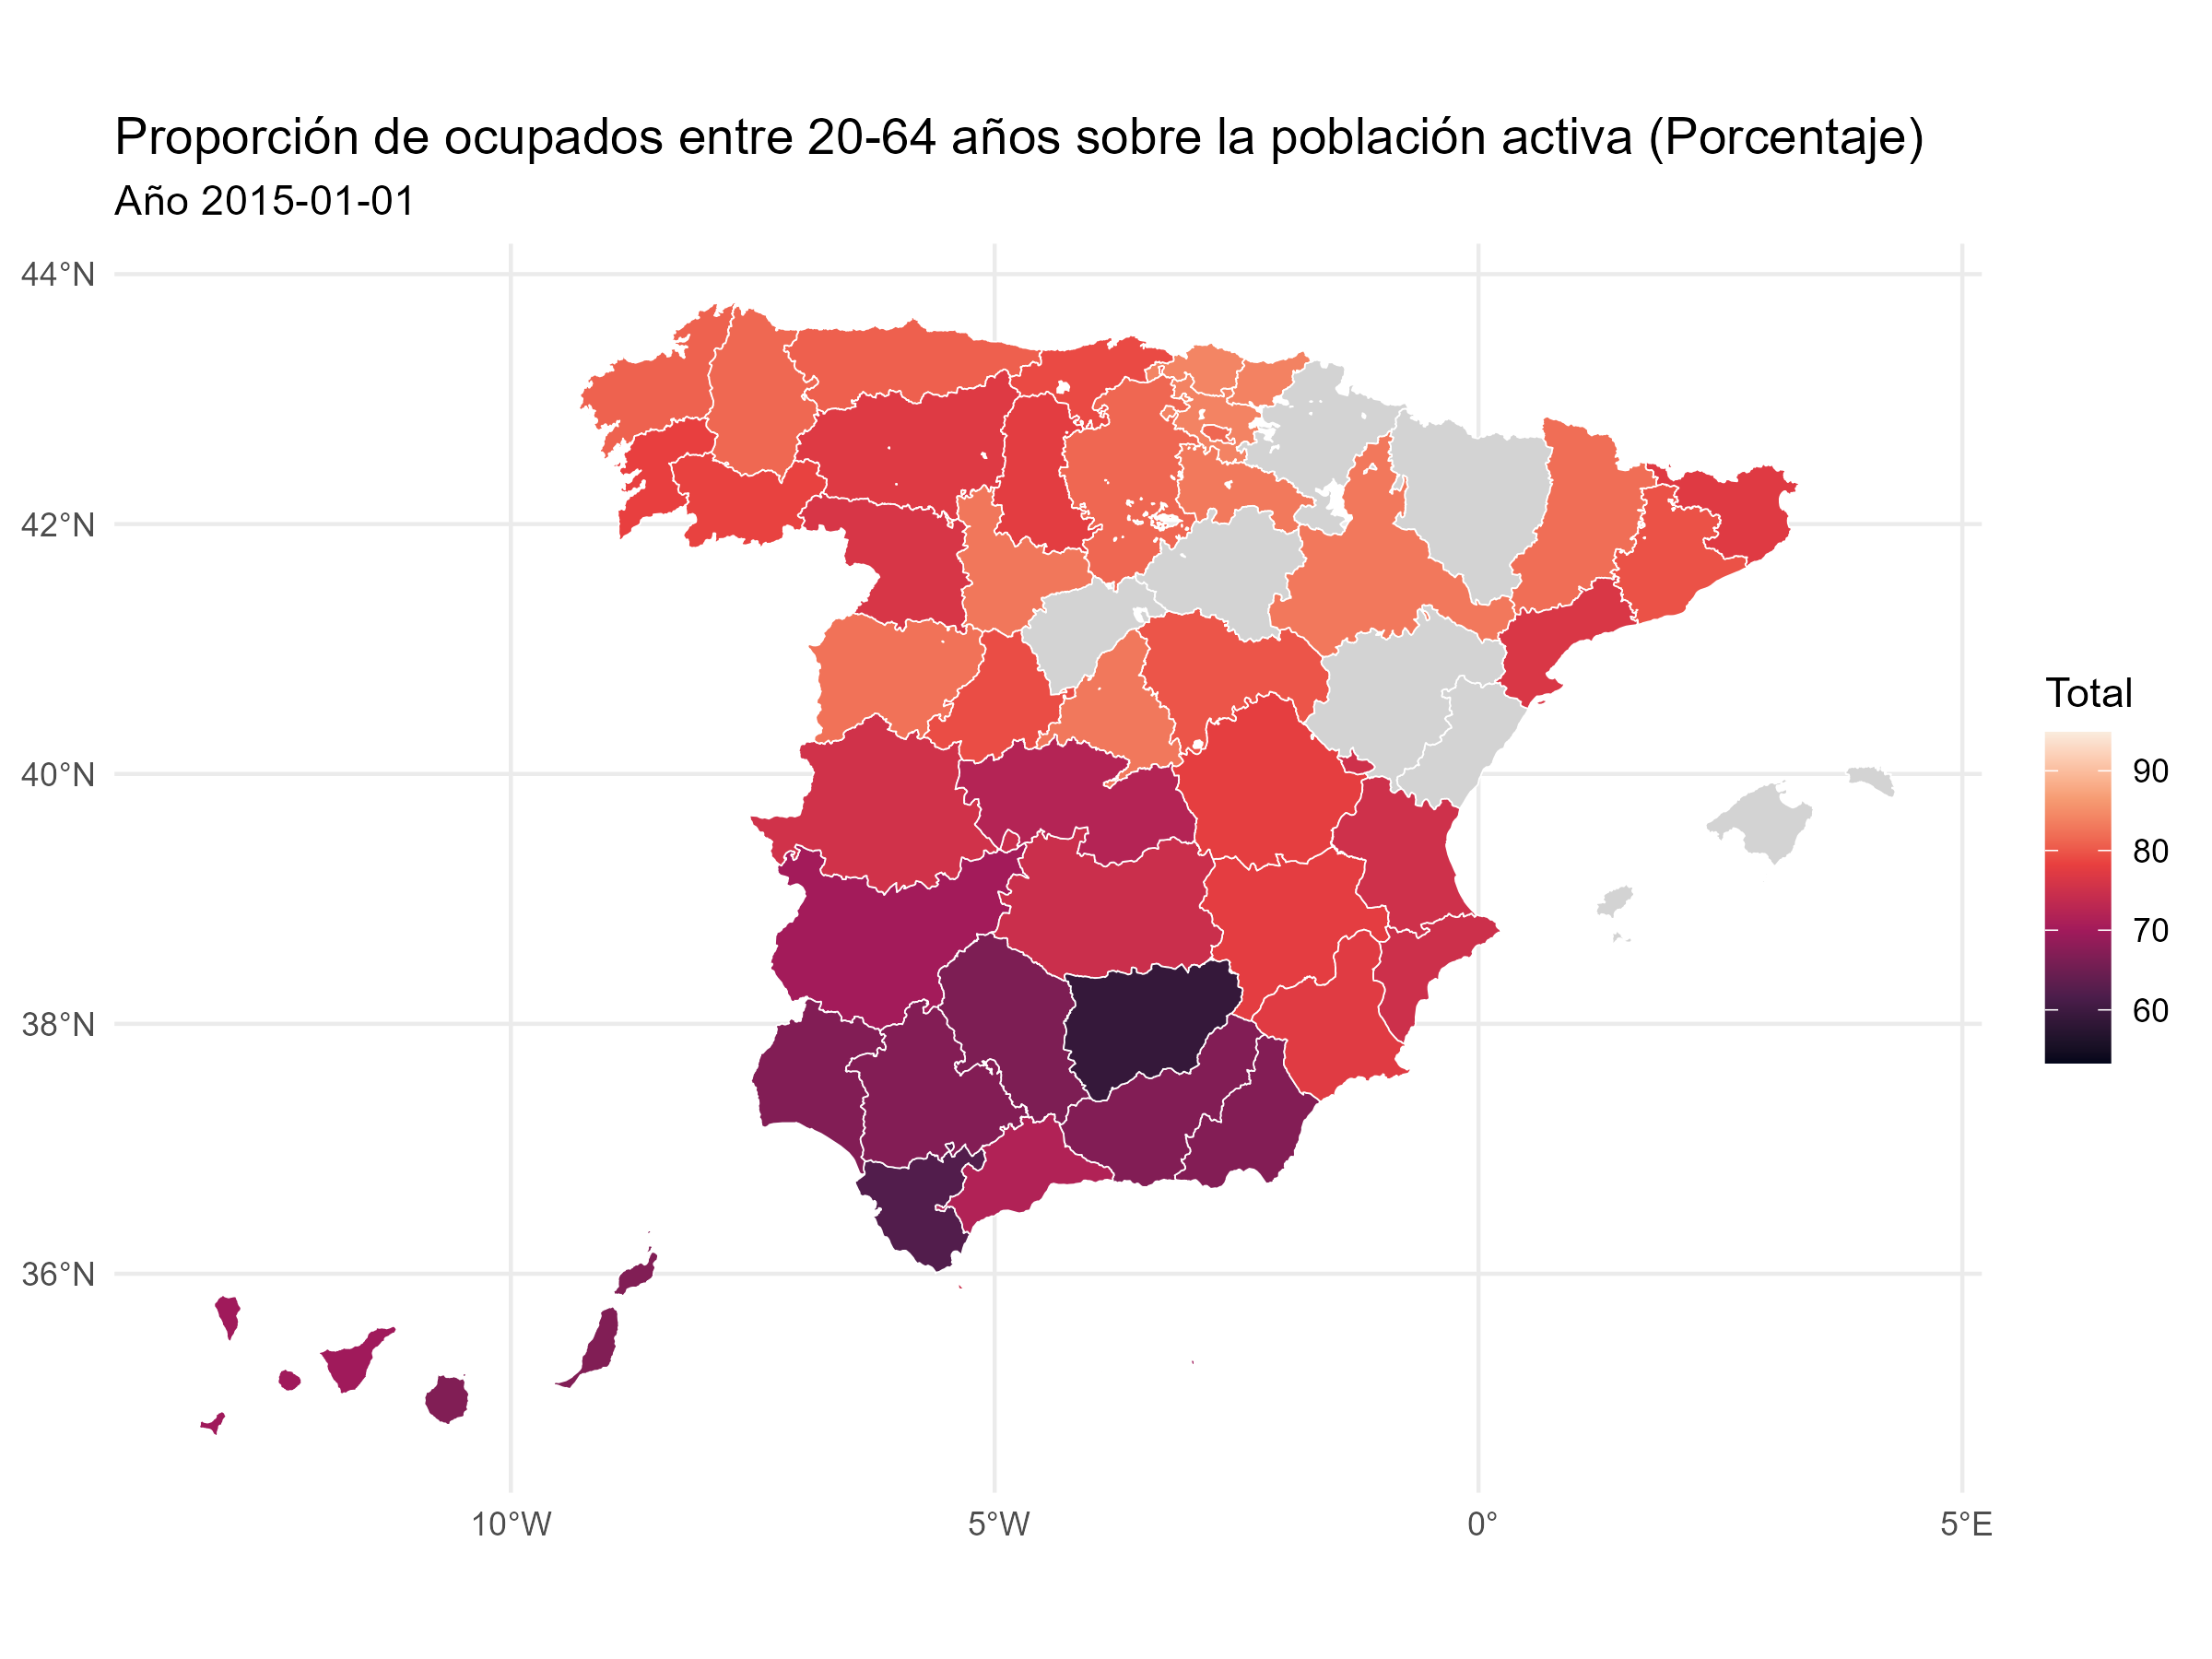 Proporción de ocupados entre 20-64 años sobre la población activa (Porcentaje)
Año 2015-01-01
44°N
42°N
40°N
38°N
36°N
10°W
5°W
0°
5°E
Total
90
80
70
60